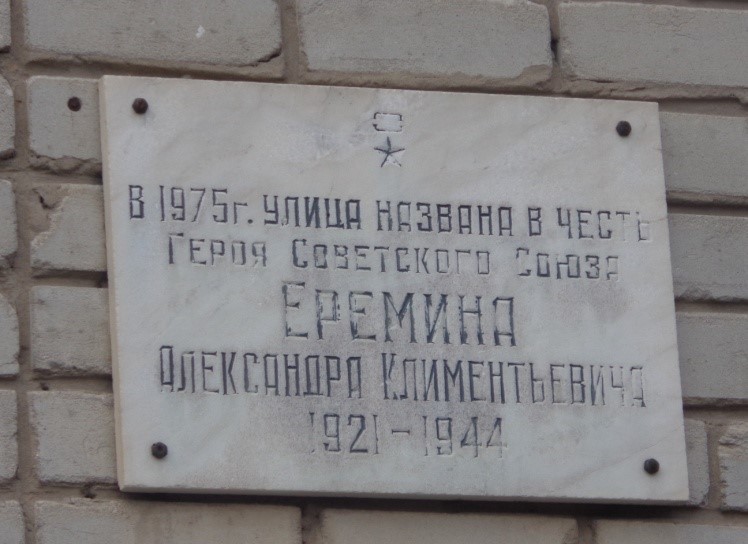 В 1975г. улица названа в честь
Героя Советского Союза
Еремина
Александра Климентьевича
1921 – 1944